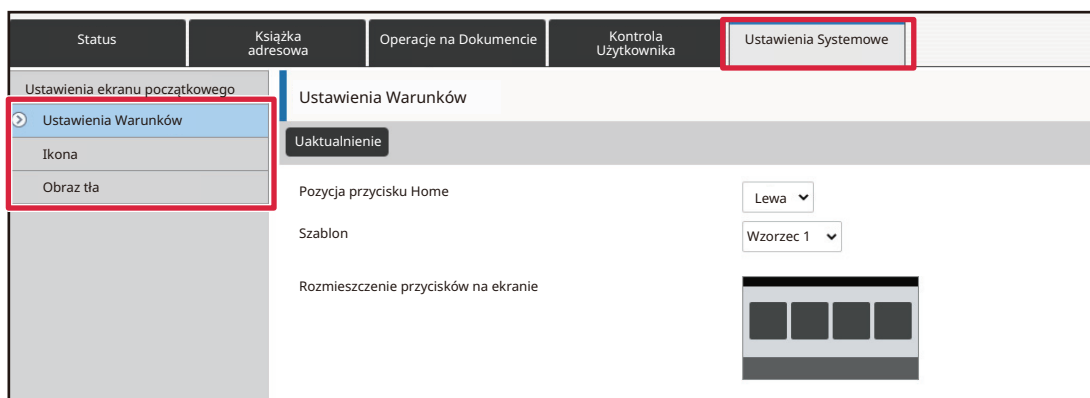 Status
Książka
adresowa
Operacje na Dokumencie
Kontrola
Użytkownika
Ustawienia Systemowe
Ustawienia ekranu początkowego
Ustawienia Warunków
Ikona
Obraz tła
Ustawienia Warunków
Uaktualnienie
Pozycja przycisku Home
Lewa
Szablon
Wzorzec 1
Rozmieszczenie przycisków na ekranie